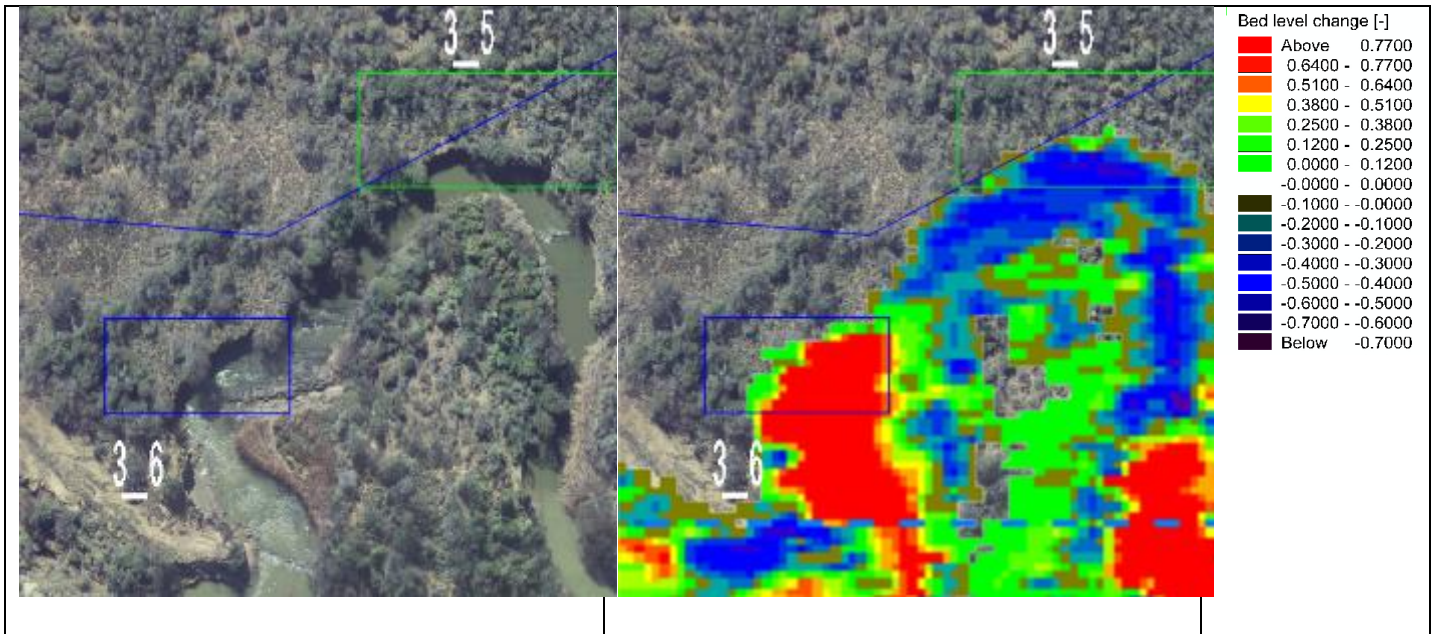 3_5
3_5
3_6
3_6
Bed level change [-]
Above 0.7700
0.6400 - 0.7700
0.5100 - 0.6400
0.3800 - 0.5100
0.2500 - 0.3800
0.1200 - 0.2500
0.0000 - 0.1200
-0.0000 - 0.0000
-0.1000 - -0.0000
-0.2000 - -0.1000
-0.3000 - -0.2000
-0.4000 - -0.3000
-0.5000 - -0.4000
-0.6000 - -0.5000
-0.7000 - -0.6000
Below -0.7000